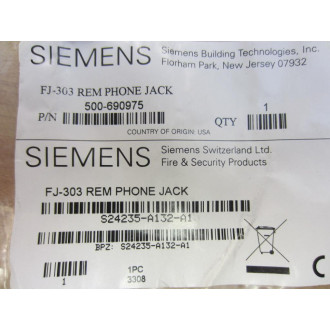 SIEMENS
Siemens Building Technologies, Inc.
Florham Park, New Jersey 07932
FJ-303 REM PHONE JACK
500-690975
1
P/N
QTY
COUNTRY OF ORIGIN: USA
SIEMENS
Siemens Switzerland Ltd.
Fire & Security Products
FJ-303 REM PHONE JACK
S24235-A132-A1
BPZ: S24235-A132-A1
1
1PC
3308
CE